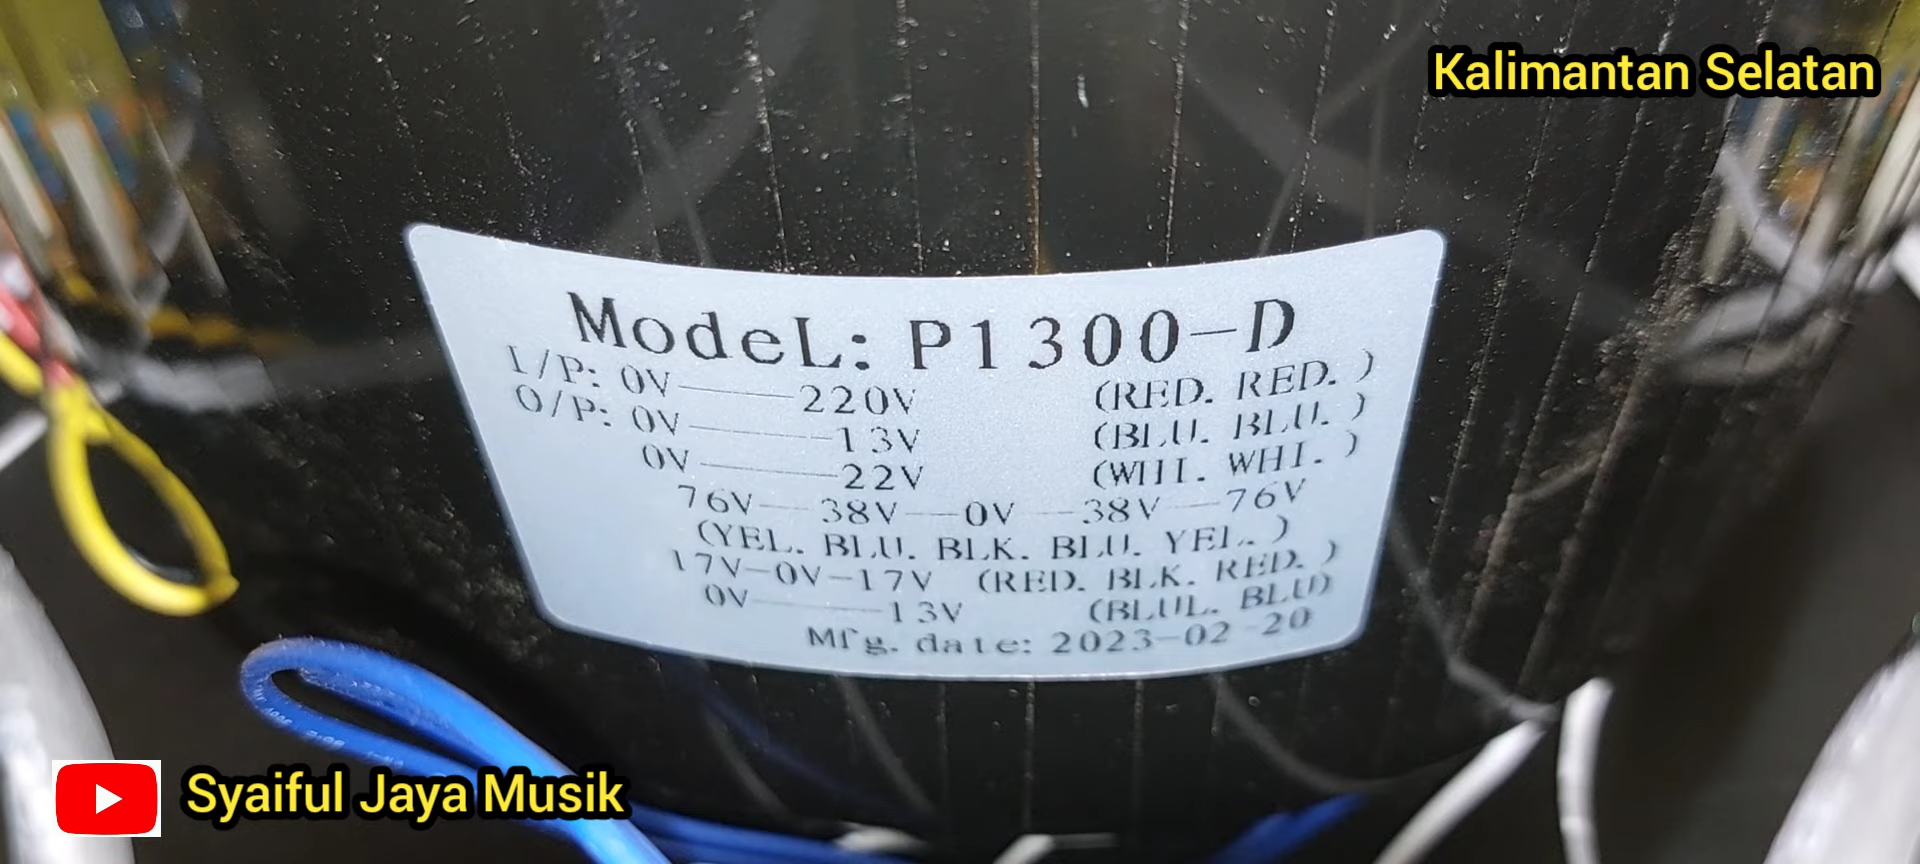 Kalimantan Selatan
ModeL: P1300-D
I/P: 0V——220V (RED. RED. )
O/P: 0V———13V (BLU. BLU. )
0V———22V (WHI. WHI. )
76V—38V—0V—38V—76V
(YEL. BLU. BLK. BLU. YEL. )
17V-0V-17V (RED. BLK. RED. )
0V———13V (BLUL. BLU)
Mfg. date: 2023-02-20
Syaiful Jaya Musik